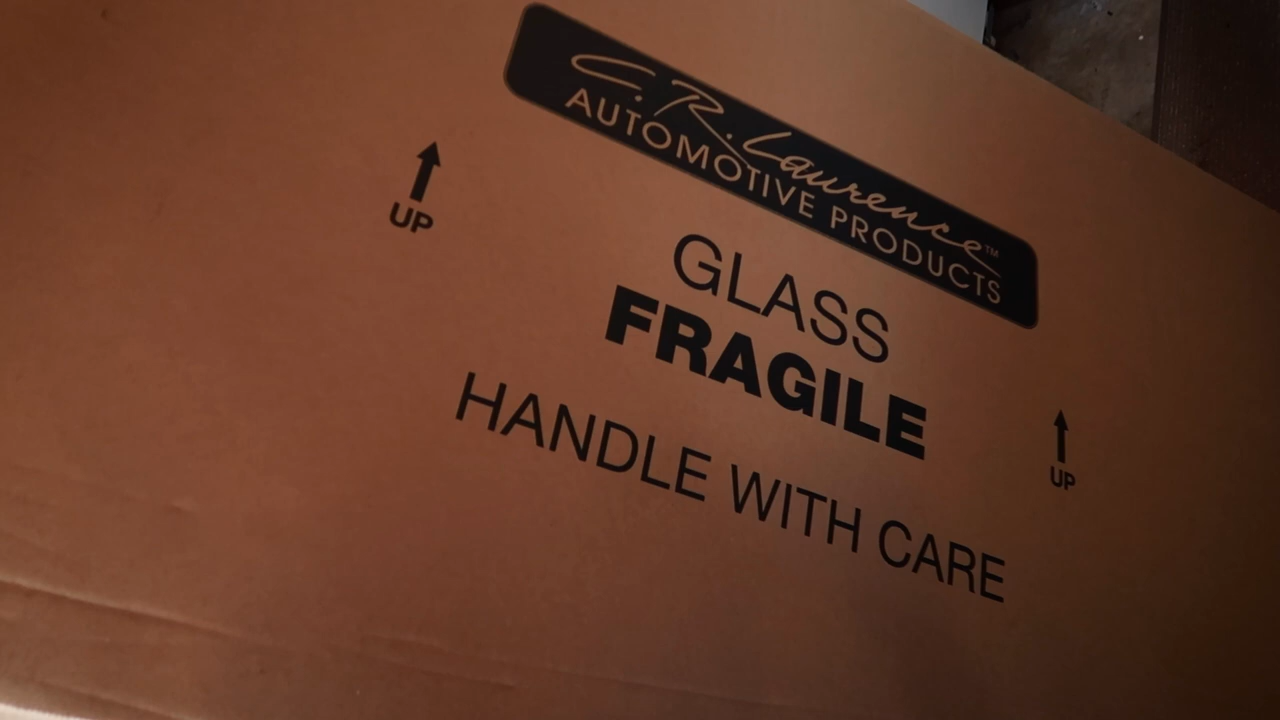 C.R. Laurence™
AUTOMOTIVE PRODUCTS
UP
GLASS
FRAGILE
HANDLE WITH CARE
UP